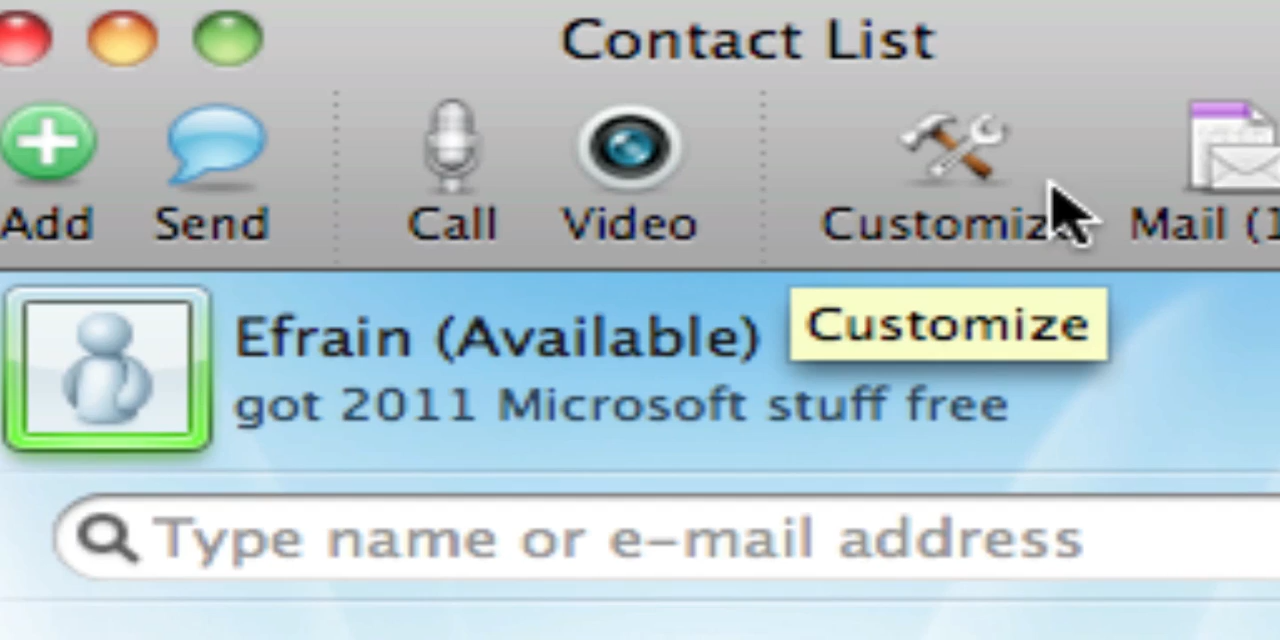 Contact List
Add Send Call Video Customize Mail (1
Efrain (Available)
Customize
got 2011 Microsoft stuff free
Type name or e-mail address